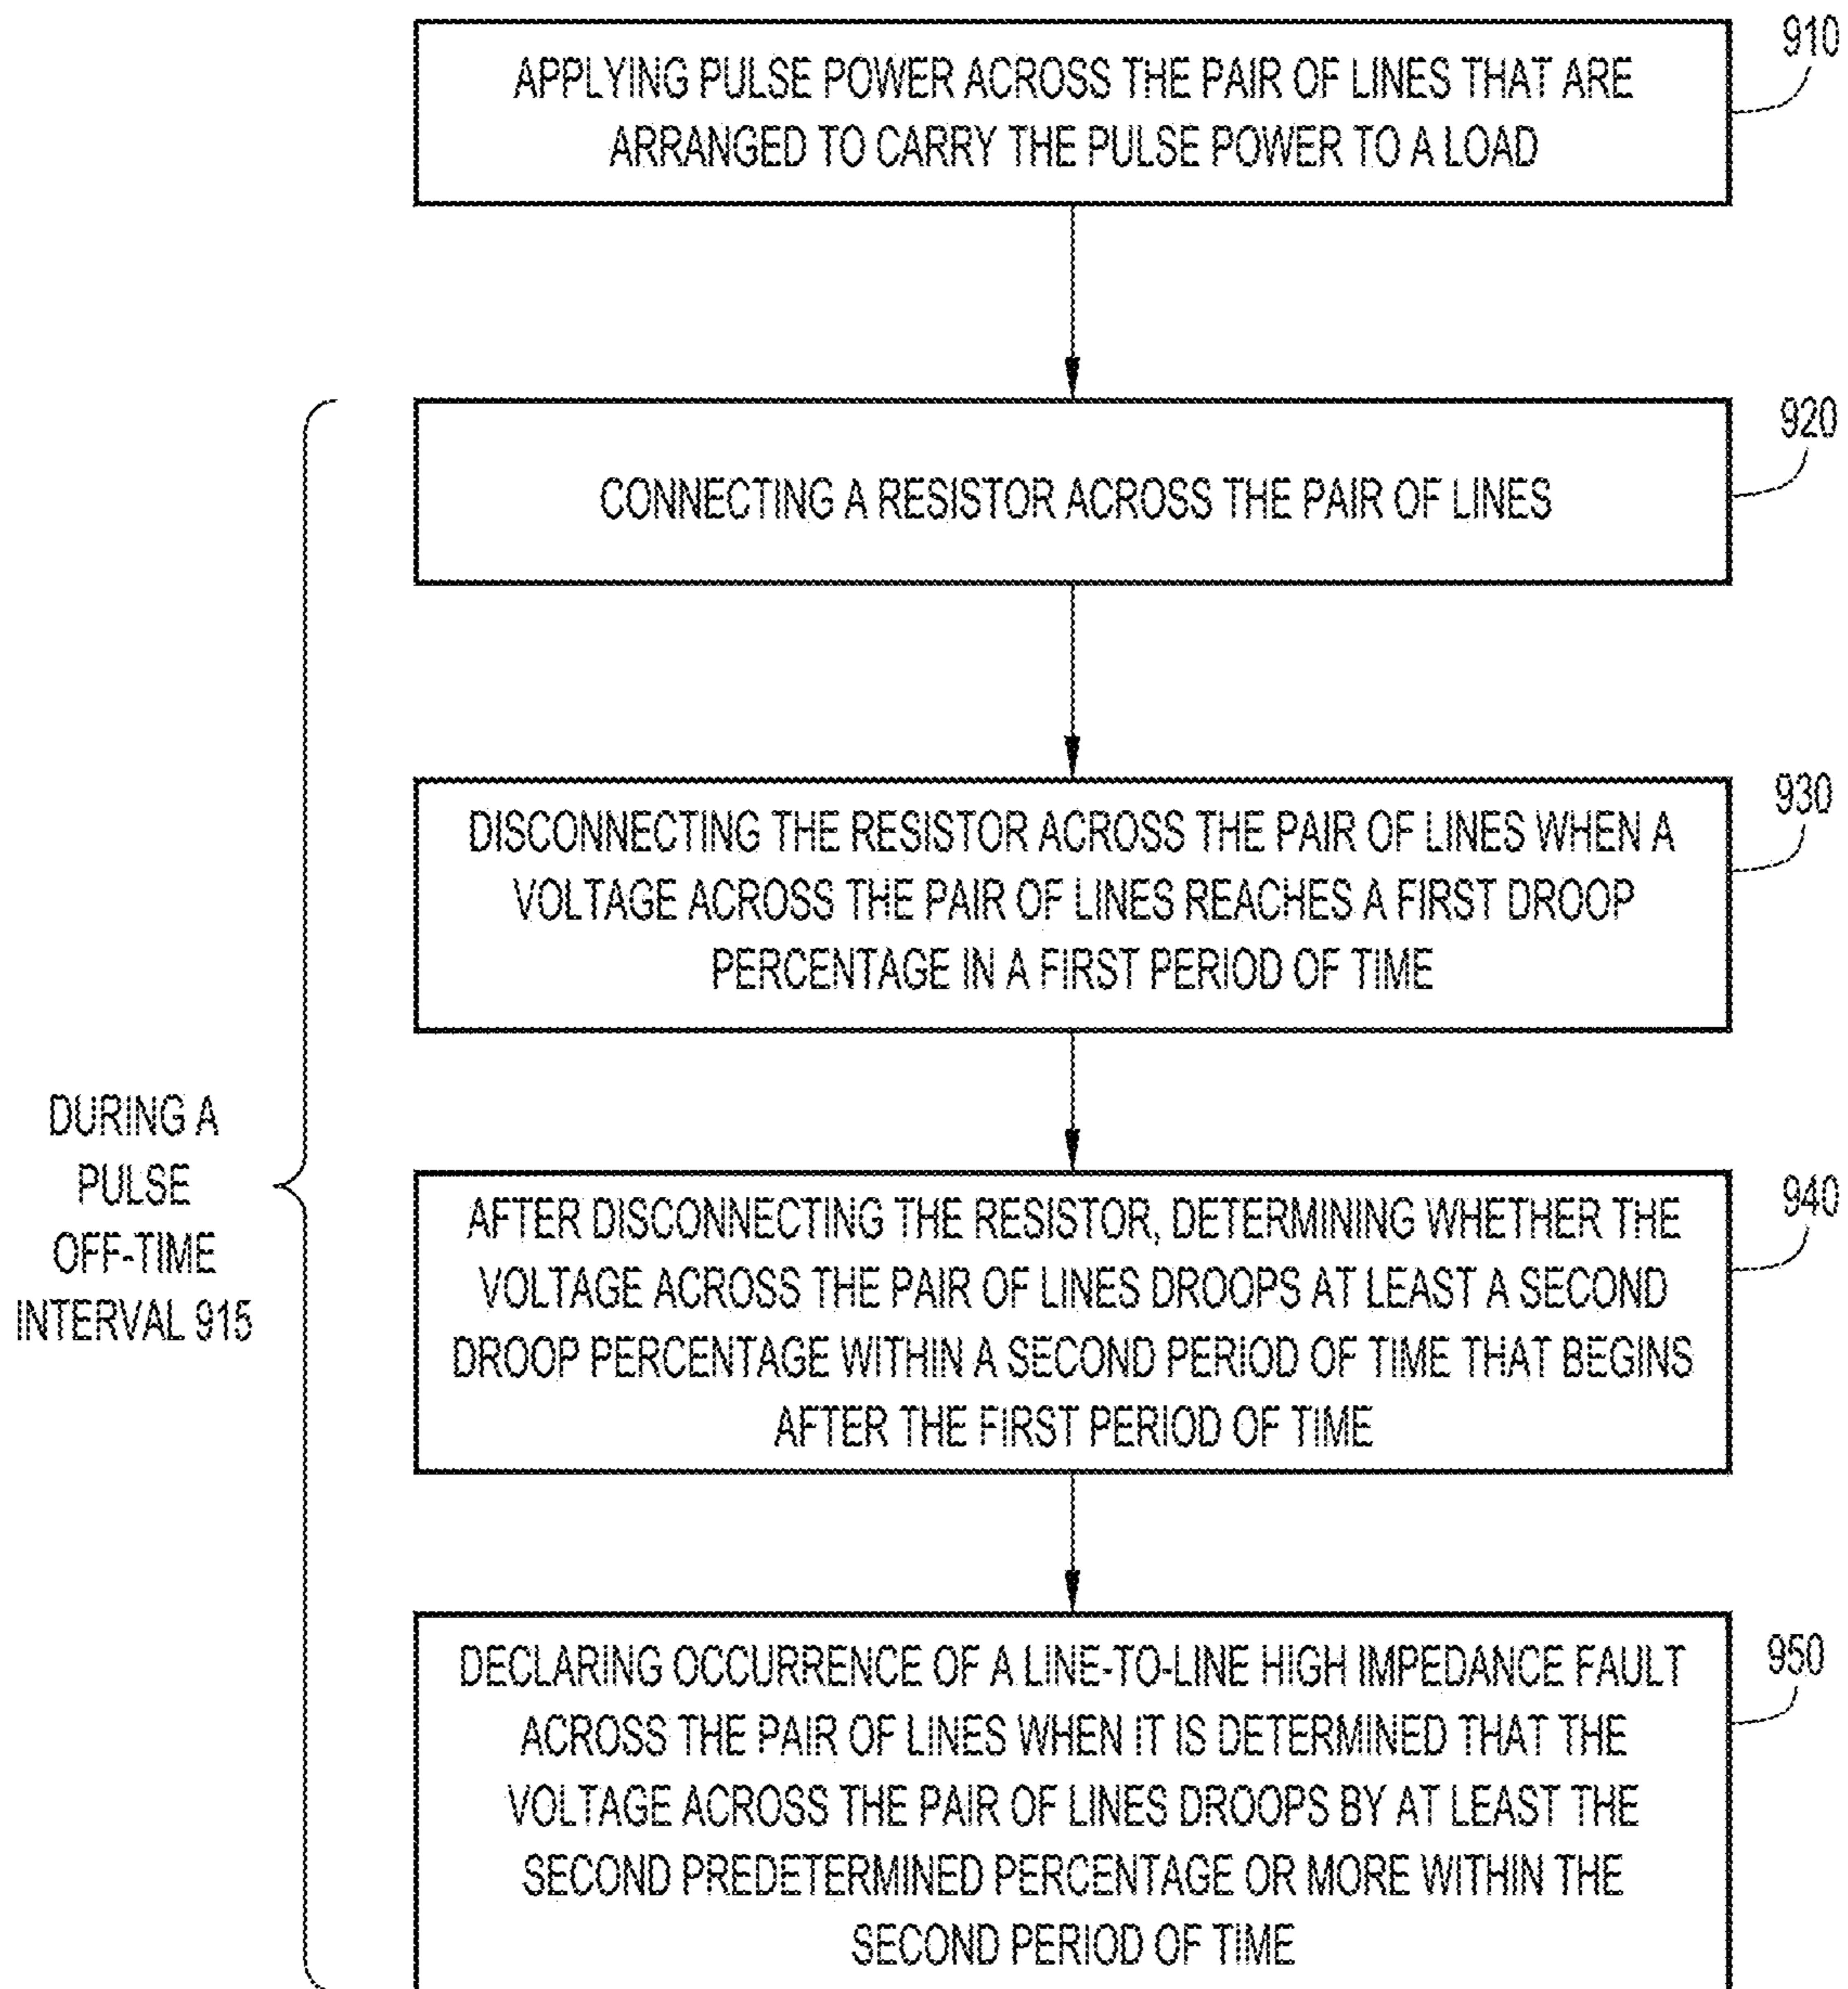 APPLYING PULSE POWER ACROSS THE PAIR OF LINES THAT ARE
ARRANGED TO CARRY THE PULSE POWER TO A LOAD
910
CONNECTING A RESISTOR ACROSS THE PAIR OF LINES
920
DISCONNECTING THE RESISTOR ACROSS THE PAIR OF LINES WHEN A
VOLTAGE ACROSS THE PAIR OF LINES REACHES A FIRST DROOP
PERCENTAGE IN A FIRST PERIOD OF TIME
930
DURING A
PULSE
OFF-TIME
INTERVAL 915
AFTER DISCONNECTING THE RESISTOR, DETERMINING WHETHER THE
VOLTAGE ACROSS THE PAIR OF LINES DROOPS AT LEAST A SECOND
DROOP PERCENTAGE WITHIN A SECOND PERIOD OF TIME THAT BEGINS
AFTER THE FIRST PERIOD OF TIME
940
DECLARING OCCURRENCE OF A LINE-TO-LINE HIGH IMPEDANCE FAULT
ACROSS THE PAIR OF LINES WHEN IT IS DETERMINED THAT THE
VOLTAGE ACROSS THE PAIR OF LINES DROOPS BY AT LEAST THE
SECOND PREDETERMINED PERCENTAGE OR MORE WITHIN THE
SECOND PERIOD OF TIME
950